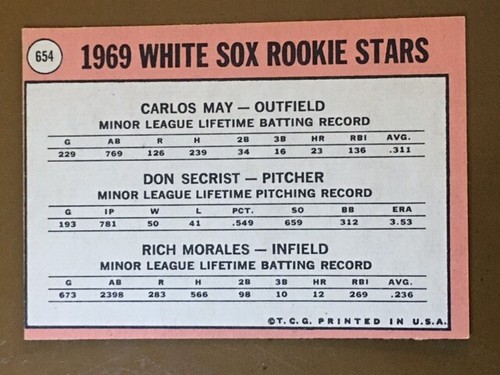 654 1969 WHITE SOX ROOKIE STARS
CARLOS MAY — OUTFIELD
MINOR LEAGUE LIFETIME BATTING RECORD
G AB R H 2B 3B HR RBI AVG.
229 769 126 239 34 16 23 136 .311
DON SECRIST — PITCHER
MINOR LEAGUE LIFETIME PITCHING RECORD
G IP W L PCT. SO BB ERA
193 781 50 41 .549 659 312 3.53
RICH MORALES — INFIELD
MINOR LEAGUE LIFETIME BATTING RECORD
G AB R H 2B 3B HR RBI AVG.
673 2398 283 566 98 10 12 269 .236
©T.C.G. PRINTED IN U.S.A.